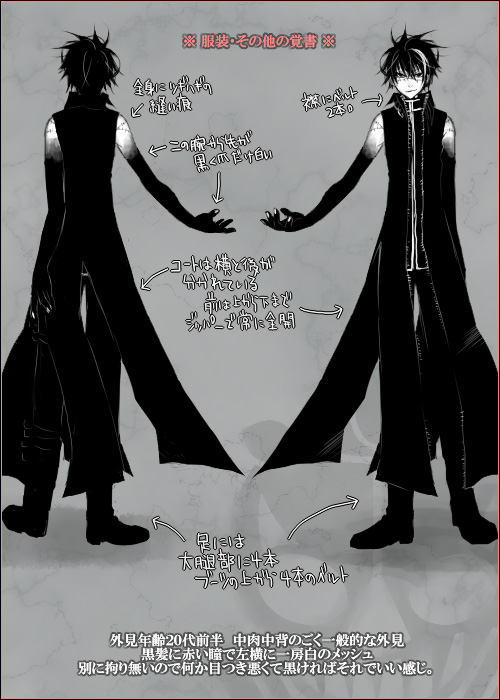 ※ 服装・その他の覚書 ※
全身にツギハギの
縫い痕
襟にベルト
2本。
二の腕から先が
黒く爪だけ白い
コートは横と後が
分かれている
前は上から下まで
ジッパーで常に全開
足には
大腿部に4本
ブーツの上から4本のベルト
外見年齢20代前半　中肉中背のごく一般的な外見
黒髪に赤い瞳で左横に一房白のメッシュ
別に拘り無いので何か目つき悪くて黒ければそれでいい感じ。